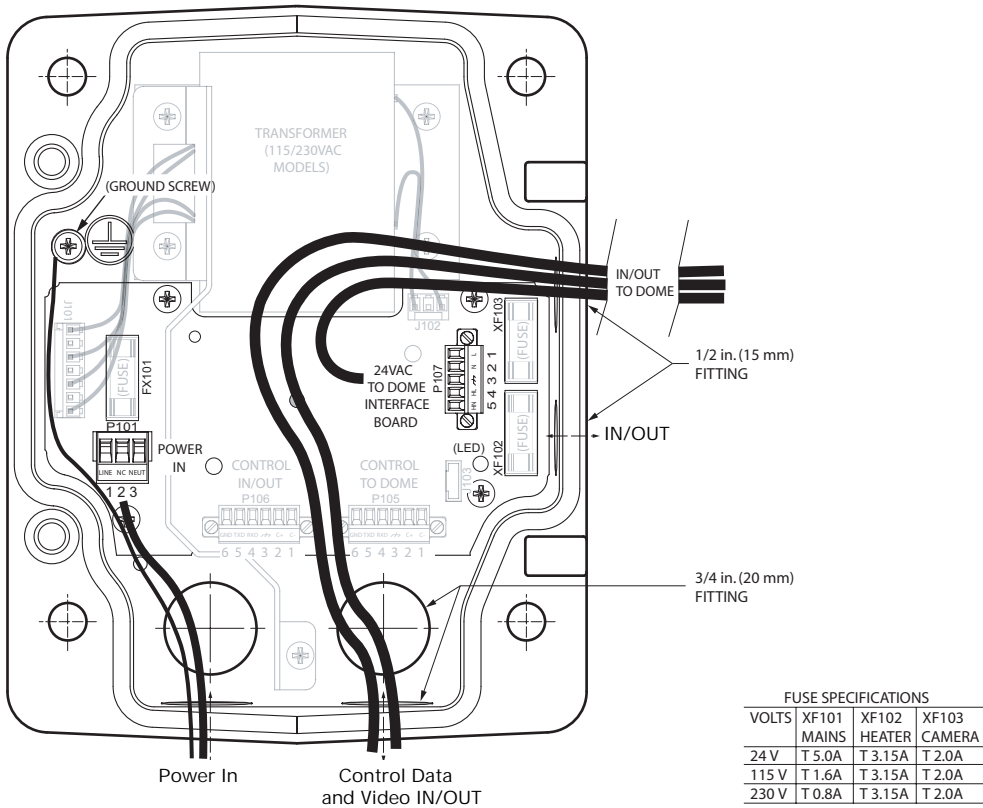 TRANSFORMER
(115/230VAC
MODELS)
(GROUND SCREW)
IN/OUT
TO DOME
J101
FX101
(FUSE)
J102
XF103
(FUSE)
P107
1
2
3
4
5
L
N
HL
HN
24VAC
TO DOME
INTERFACE
BOARD
1/2 in. (15 mm)
FITTING
IN/OUT
XF102
(FUSE)
(LED)
J103
P101
LINE NC NEUT
1 2 3
POWER
IN
CONTROL
IN/OUT
P106
GND TXD RXD C+ C-
6 5 4 3 2 1
CONTROL
TO DOME
P105
GND TXD RXD C+ C-
6 5 4 3 2 1
3/4 in. (20 mm)
FITTING
Power In
Control Data
and Video IN/OUT
FUSE SPECIFICATIONS
VOLTS XF101 XF102 XF103
MAINS HEATER CAMERA
24 V T 5.0A T 3.15A T 2.0A
115 V T 1.6A T 3.15A T 2.0A
230 V T 0.8A T 3.15A T 2.0A